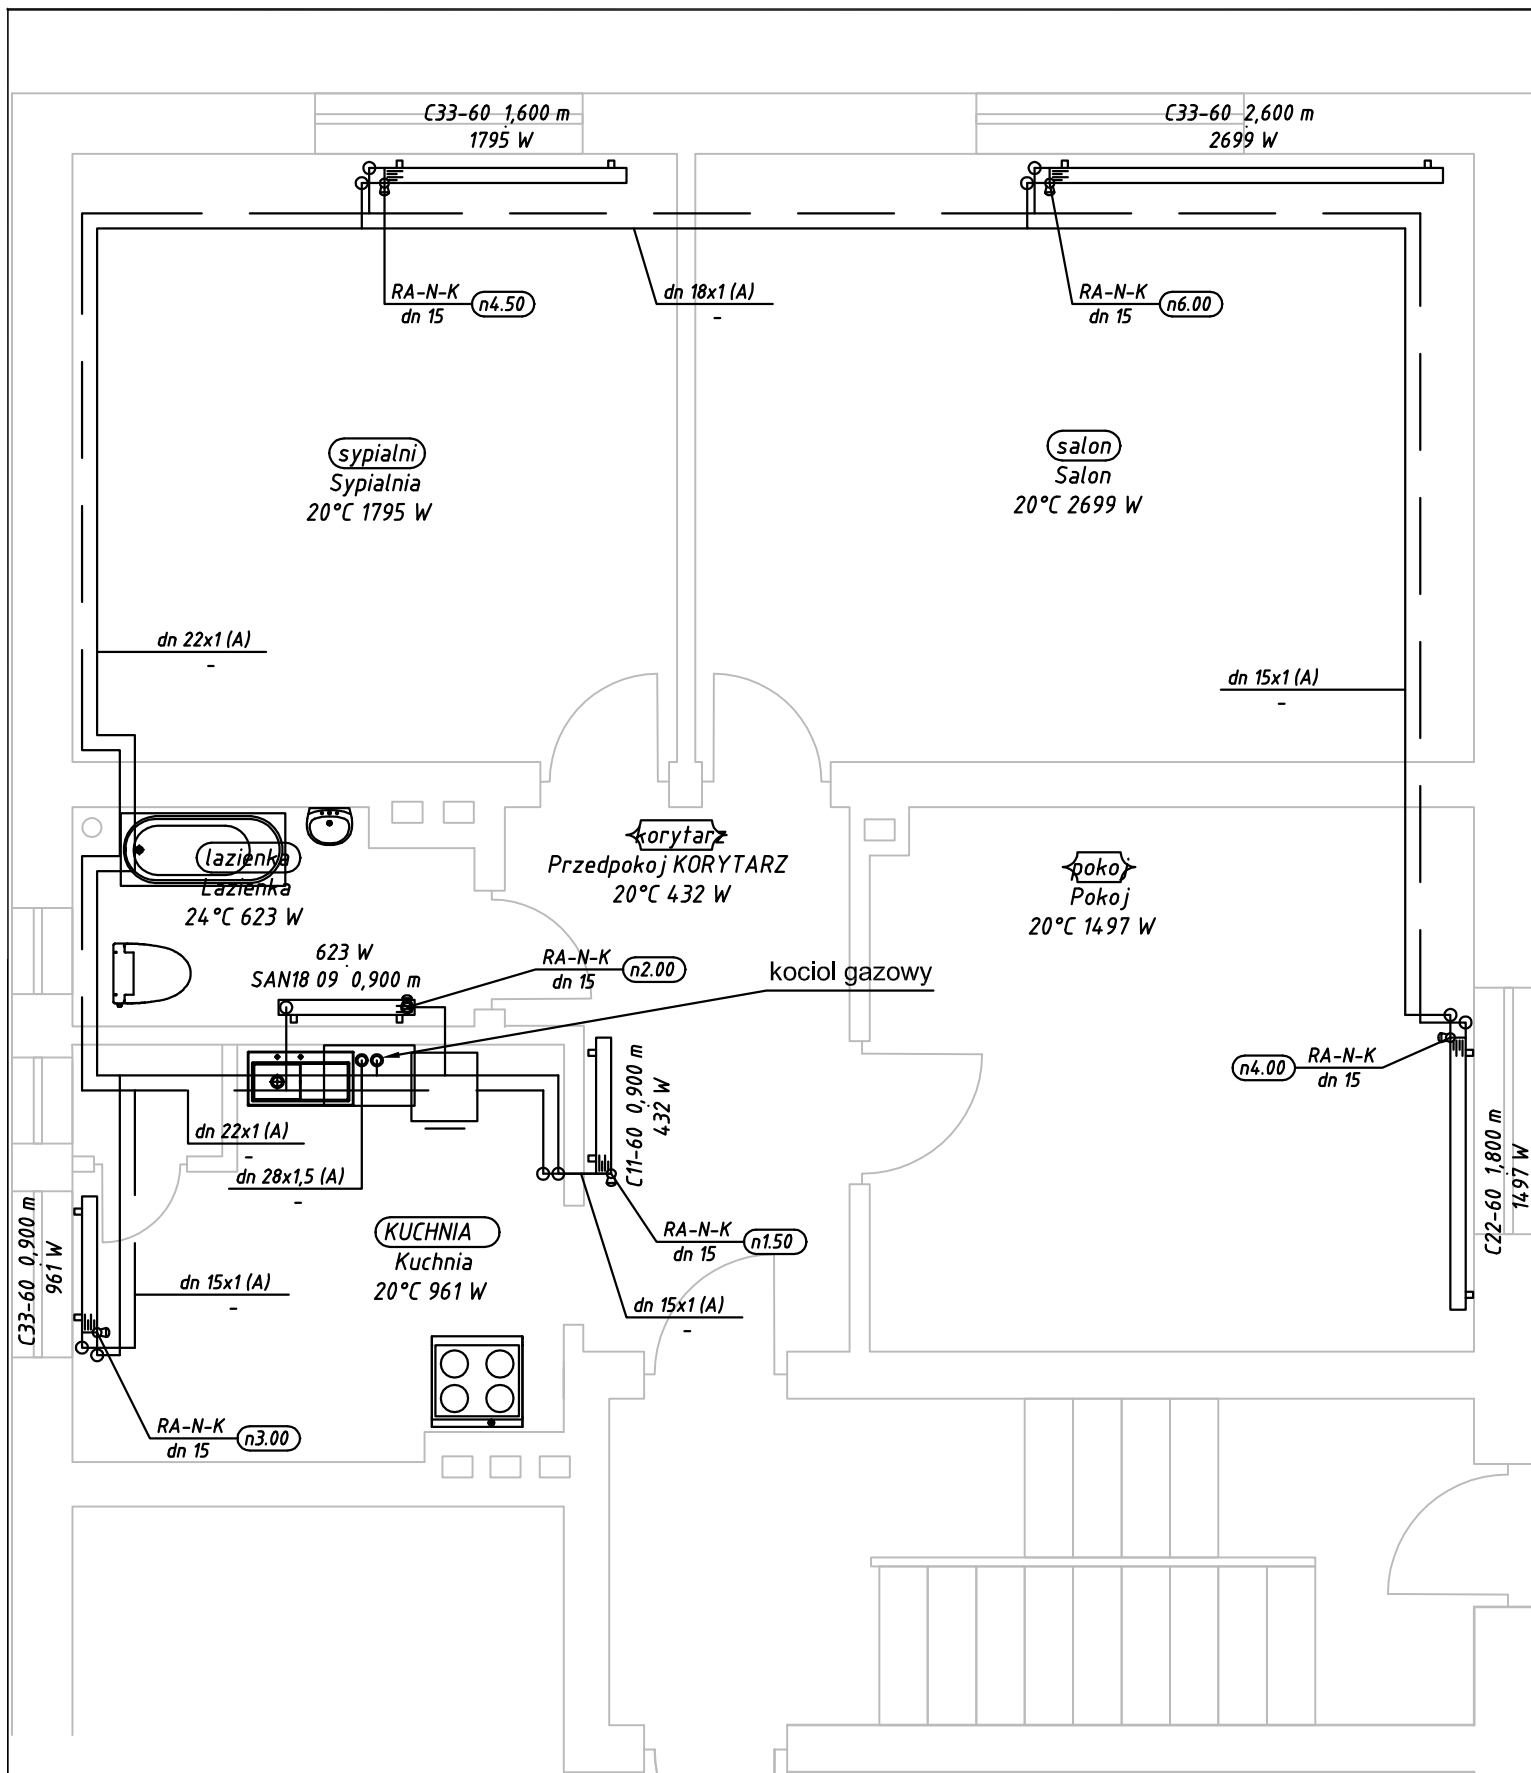 C33-60 1,600 m
1795 W
C33-60 2,600 m
2699 W
RA-N-K
dn 15
n4.50
dn 18x1 (A)
-
RA-N-K
dn 15
n6.00
sypialni
Sypialnia
20°C 1795 W
salon
Salon
20°C 2699 W
dn 22x1 (A)
-
dn 15x1 (A)
-
lazienka
Lazienka
24°C 623 W
korytarz
Przedpokoj KORYTARZ
20°C 432 W
pokoj
Pokoj
20°C 1497 W
623 W
SAN18 09 0,900 m
RA-N-K
dn 15
n2.00
kociol gazowy
C11-60 0,900 m
432 W
n4.00
RA-N-K
dn 15
C22-60 1,800 m
1497 W
dn 22x1 (A)
-
dn 28x1,5 (A)
-
C33-60 0,900 m
961 W
KUCHNIA
Kuchnia
20°C 961 W
RA-N-K
dn 15
n1.50
dn 15x1 (A)
-
dn 15x1 (A)
-
RA-N-K
dn 15
n3.00